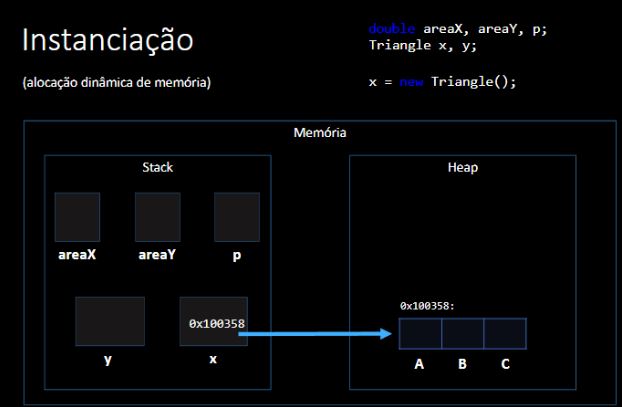 Instanciação
(alocação dinâmica de memória)
double areaX, areaY, p;
Triangle x, y;
x = new Triangle();
Memória
Stack
Heap
areaX areaY p
0x100358
y x
0x100358:
A B C